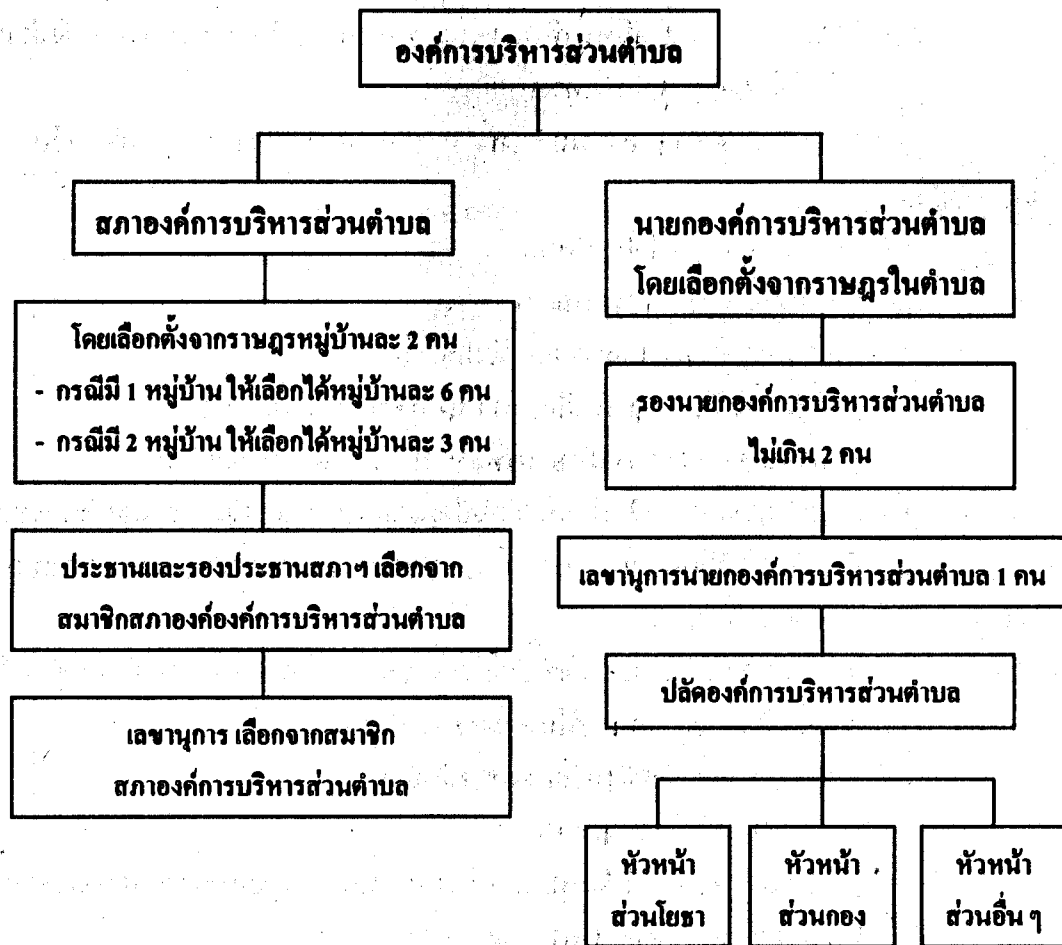 องค์การบริหารส่วนตำบล
สภาองค์การบริหารส่วนตำบล
โดยเลือกตั้งจากราษฎรหมู่บ้านละ 2 คน
- กรณีมี 1 หมู่บ้าน ให้เลือกได้หมู่บ้านละ 6 คน
- กรณีมี 2 หมู่บ้าน ให้เลือกได้หมู่บ้านละ 3 คน
ประธานและรองประธานสภาฯ เลือกจาก
สมาชิกสภาองค์องค์การบริหารส่วนตำบล
เลขานุการ เลือกจากสมาชิก
สภาองค์การบริหารส่วนตำบล
นายกองค์การบริหารส่วนตำบล
โดยเลือกตั้งจากราษฎรในตำบล
รองนายกองค์การบริหารส่วนตำบล
ไม่เกิน 2 คน
เลขานุการนายกองค์การบริหารส่วนตำบล 1 คน
ปลัดองค์การบริหารส่วนตำบล
หัวหน้า
ส่วนโยธา
หัวหน้า
ส่วนกอง
หัวหน้า
ส่วนอื่น ๆ